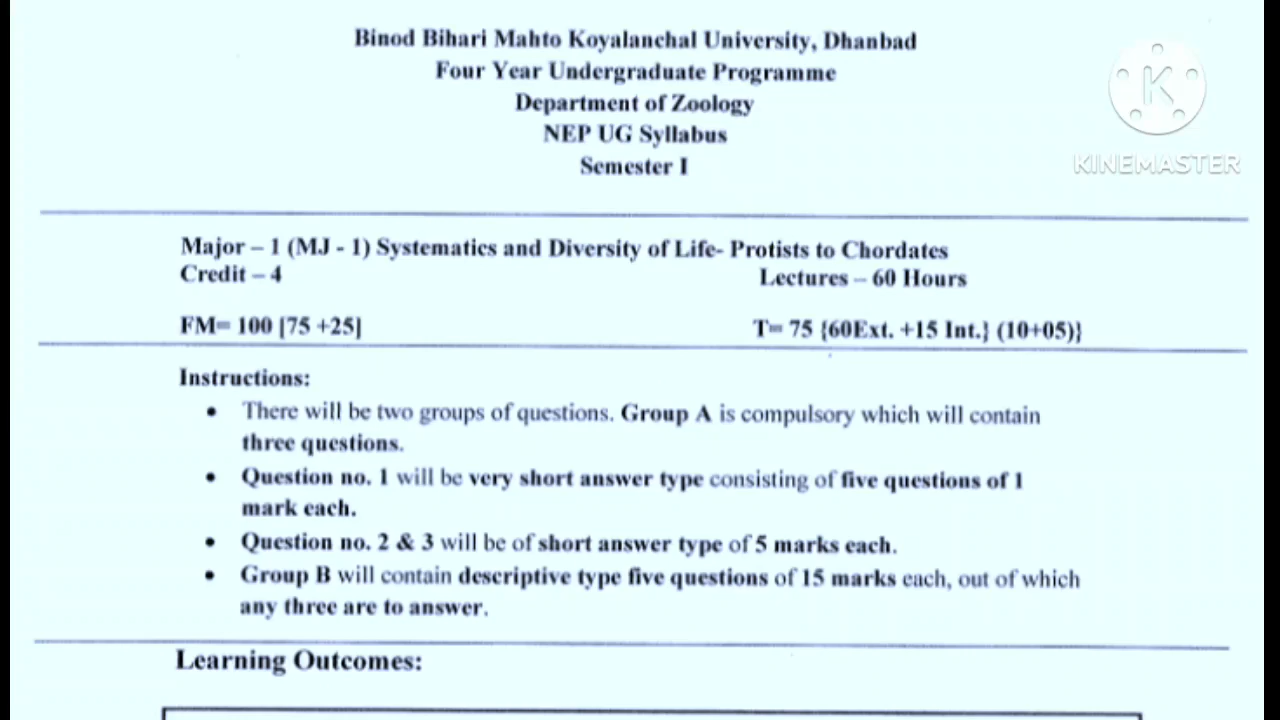 Binod Bihari Mahto Koyalanchal University, Dhanbad
Four Year Undergraduate Programme
Department of Zoology
NEP UG Syllabus
Semester I
K
KINEMASTER
Major – 1 (MJ - 1) Systematics and Diversity of Life- Protists to Chordates
Credit – 4
Lectures – 60 Hours
FM= 100 [75 +25]
T= 75 {60Ext. +15 Int.} (10+05)}
Instructions:
• There will be two groups of questions. Group A is compulsory which will contain
three questions.
• Question no. 1 will be very short answer type consisting of five questions of 1
mark each.
• Question no. 2 & 3 will be of short answer type of 5 marks each.
• Group B will contain descriptive type five questions of 15 marks each, out of which
any three are to answer.
Learning Outcomes: